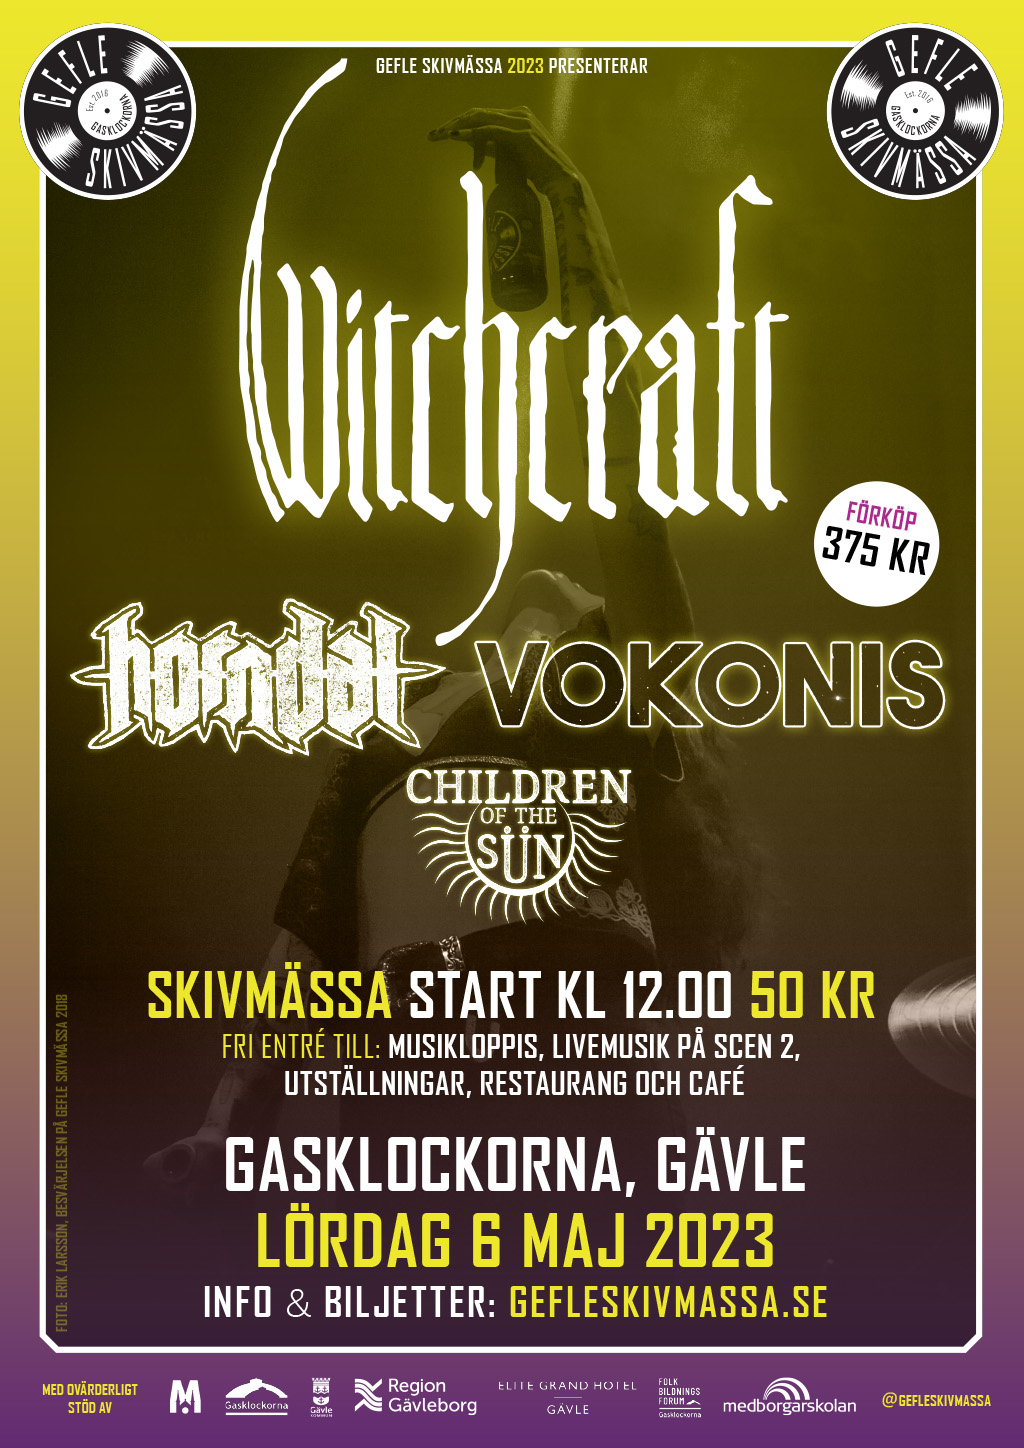 GEFLE SKIVMÄSSA
Est. 2016
GASKLOCKORNA
GEFLE SKIVMÄSSA 2023 PRESENTERAR
GEFLE SKIVMÄSSA
Est. 2016
GASKLOCKORNA
Witchcraft
FÖRKÖP
375 KR
horndal
VOKONIS
CHILDREN
OF THE
SÜN
SKIVMÄSSA START KL 12.00 50 KR
FRI ENTRÉ TILL: MUSIKLOPPIS, LIVEMUSIK PÅ SCEN 2,
UTSTÄLLNINGAR, RESTAURANG OCH CAFÉ
GASKLOCKORNA, GÄVLE
LÖRDAG 6 MAJ 2023
INFO & BILJETTER: GEFLESKIVMASSA.SE
FOTO: ERIK LARSSON, BESVÄRJELSEN PÅ GEFLE SKIVMÄSSA 2018
MED OVÄRDERLIGT
STÖD AV
M
Gasklockorna
Gävle
KOMMUN
Region
Gävleborg
ELITE GRAND HOTEL
GÄVLE
FOLK
BILDNINGS
FORUM
Gasklockorna
medborgarskolan
@GEFLESKIVMASSA